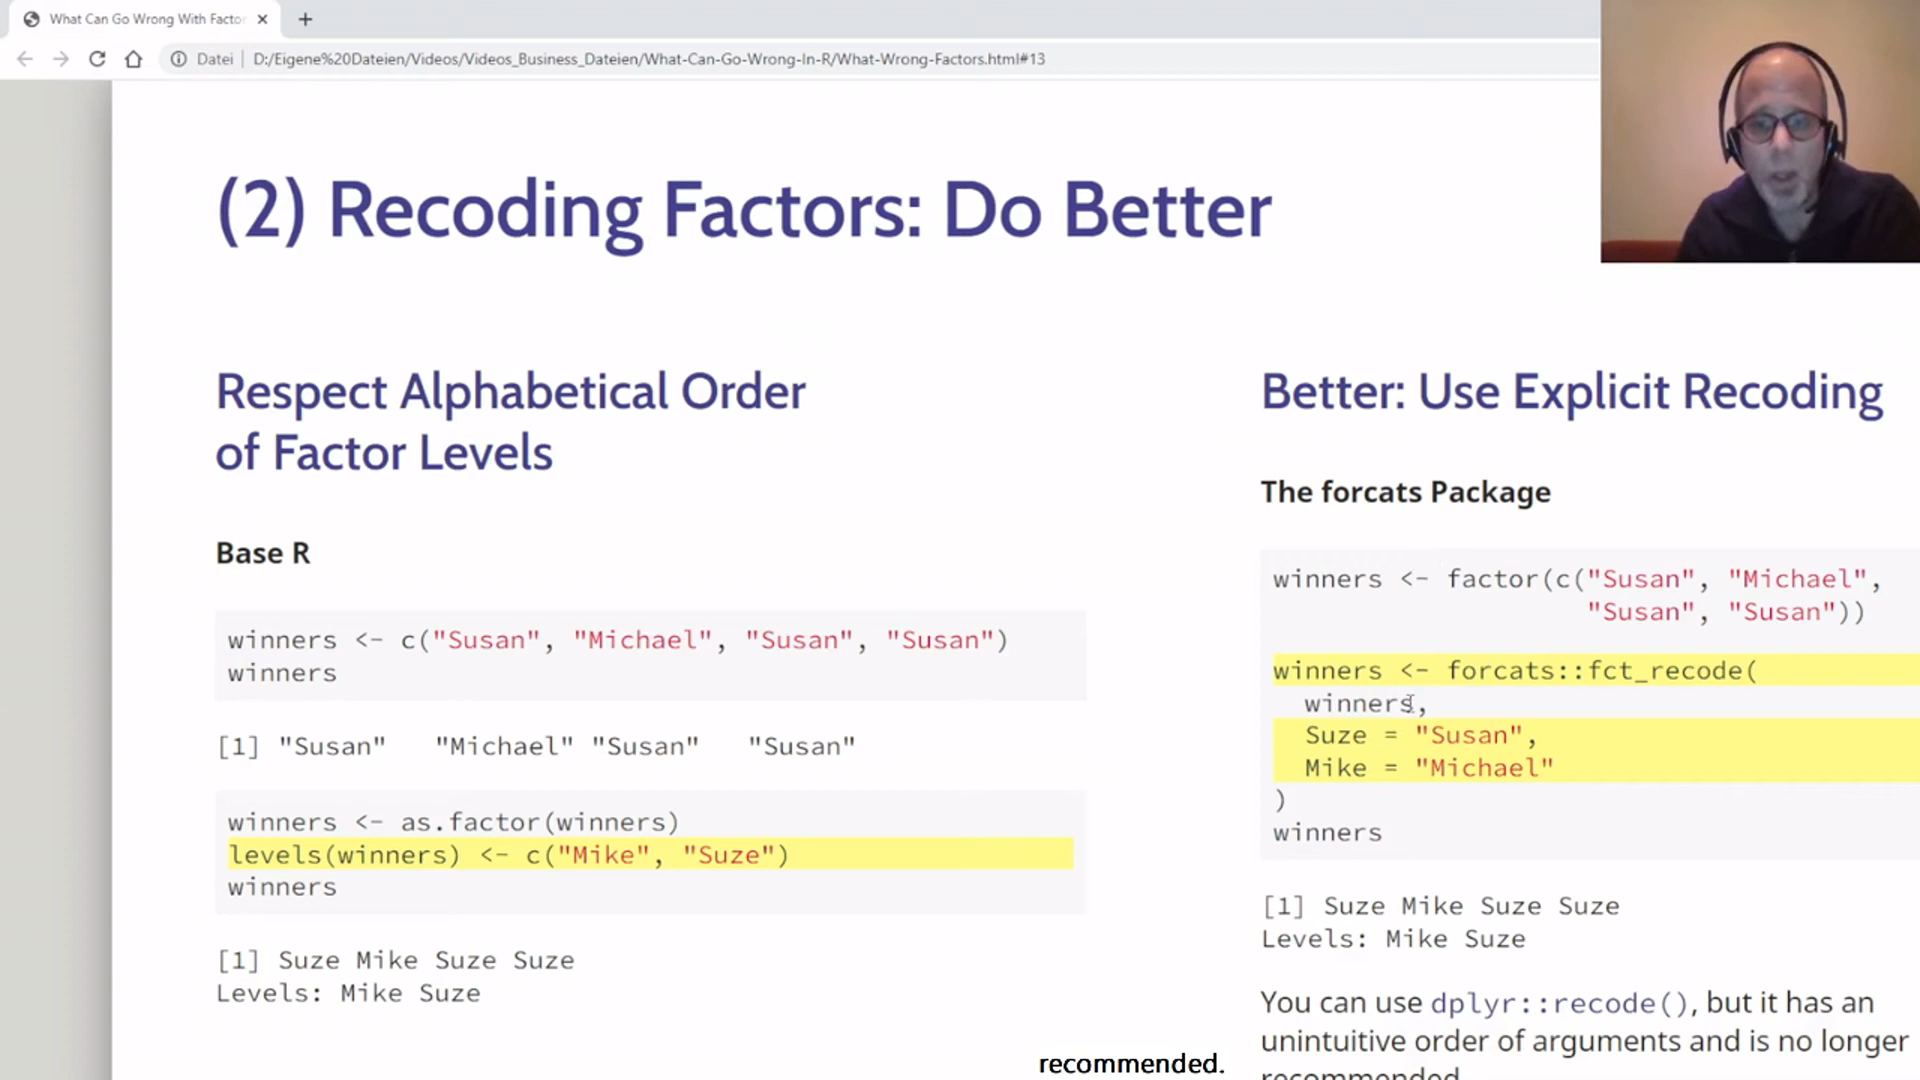 What Can Go Wrong With Factor
Datei
D:/Eigene%20Dateien/Videos/Videos_Business_Dateien/What-Can-Go-Wrong-In-R/What-Wrong-Factors.html#13
(2) Recoding Factors: Do Better
Respect Alphabetical Order
of Factor Levels
Base R
winners <- c("Susan", "Michael", "Susan", "Susan")
winners
[1] "Susan"   "Michael" "Susan"   "Susan"
winners <- as.factor(winners)
levels(winners) <- c("Mike", "Suze")
winners
[1] Suze Mike Suze Suze
Levels: Mike Suze
Better: Use Explicit Recoding
The forcats Package
winners <- factor(c("Susan", "Michael",
"Susan", "Susan"))
winners <- forcats::fct_recode(
winners,
Suze = "Susan",
Mike = "Michael"
)
winners
[1] Suze Mike Suze Suze
Levels: Mike Suze
You can use dplyr::recode(), but it has an
unintuitive order of arguments and is no longer
recommended.
recommended.